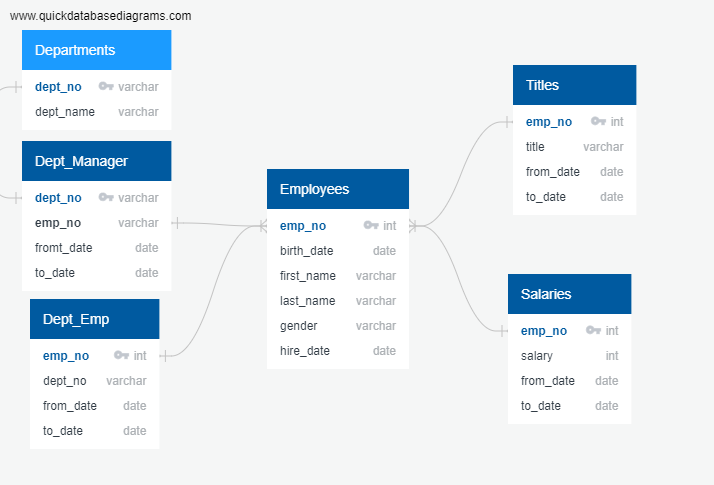 www.quickdatabasediagrams.com
Departments
dept_no varchar
dept_name varchar
Dept_Manager
dept_no varchar
emp_no varchar
fromt_date date
to_date date
Dept_Emp
emp_no int
dept_no varchar
from_date date
to_date date
Employees
emp_no int
birth_date date
first_name varchar
last_name varchar
gender varchar
hire_date date
Titles
emp_no int
title varchar
from_date date
to_date date
Salaries
emp_no int
salary int
from_date date
to_date date